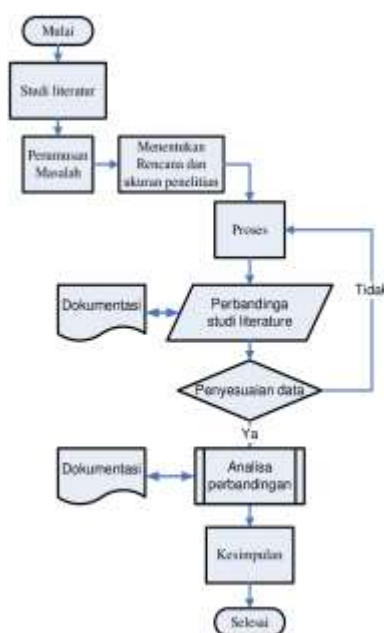 Mulai
Studi literatur
Perumusan
Masalah
Menentukan
Rencana dan
ukuran penelitian
Proses
Tidak
Dokumentasi
Perbandinga
studi literature
Penyesuaian data
Ya
Dokumentasi
Analisa
perbandingan
Kesimpulan
Selesai